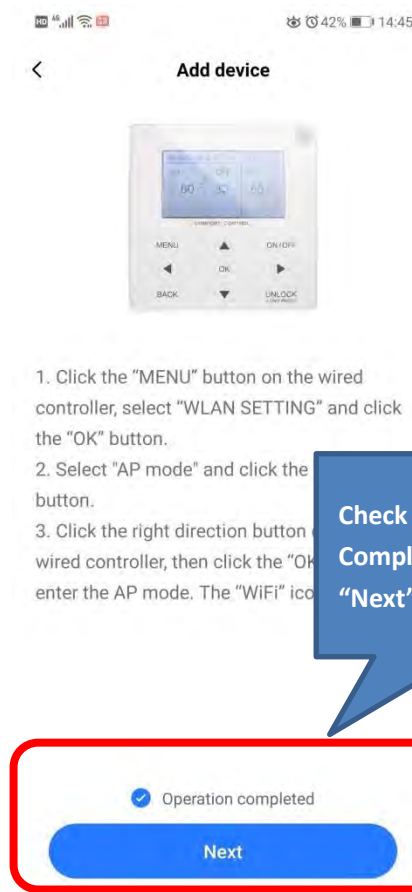 HD 4G 42% 14:45
Add device
60
MENU ON/OFF
OK
BACK UNLOCK
1. Click the “MENU” button on the wired
controller, select “WLAN SETTING” and click
the “OK” button.
2. Select "AP mode" and click the
button.
3. Click the right direction button
wired controller, then click the “OK
enter the AP mode. The “WiFi” ico
Check
Compl
“Next”
Operation completed
Next